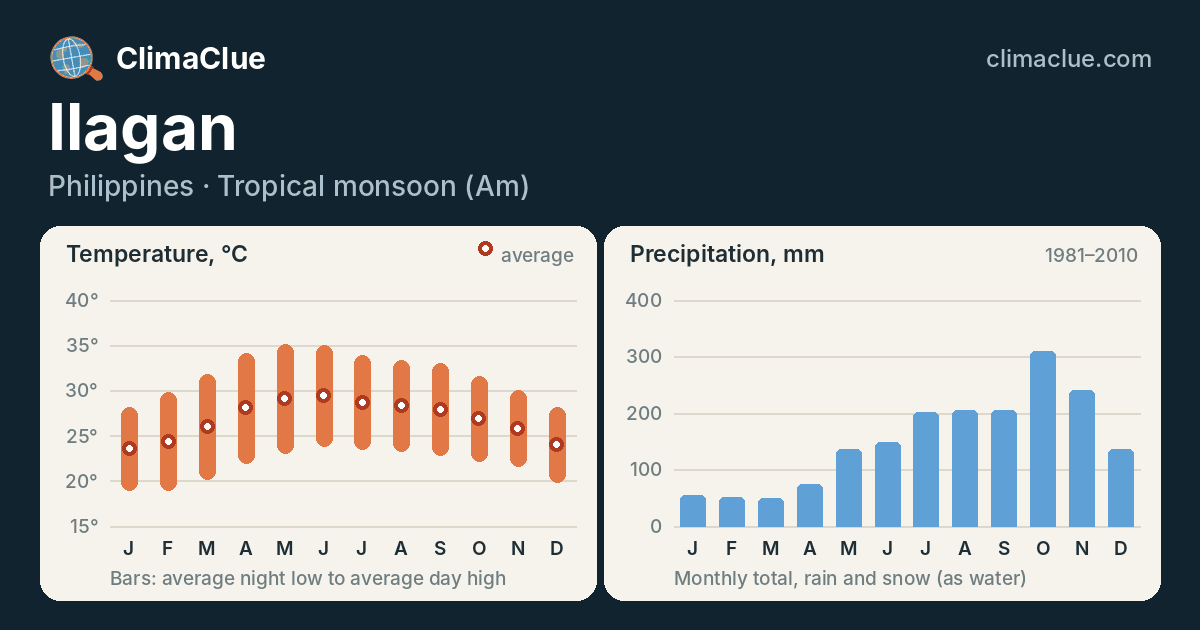 ClimaClue
climaclue.com
Ilagan
Philippines · Tropical monsoon (Am)
Temperature, °C
average
40°
35°
30°
25°
20°
15°
J F M A M J J A S O N D
Bars: average night low to average day high
Precipitation, mm
1981–2010
400
300
200
100
0
J F M A M J J A S O N D
Monthly total, rain and snow (as water)